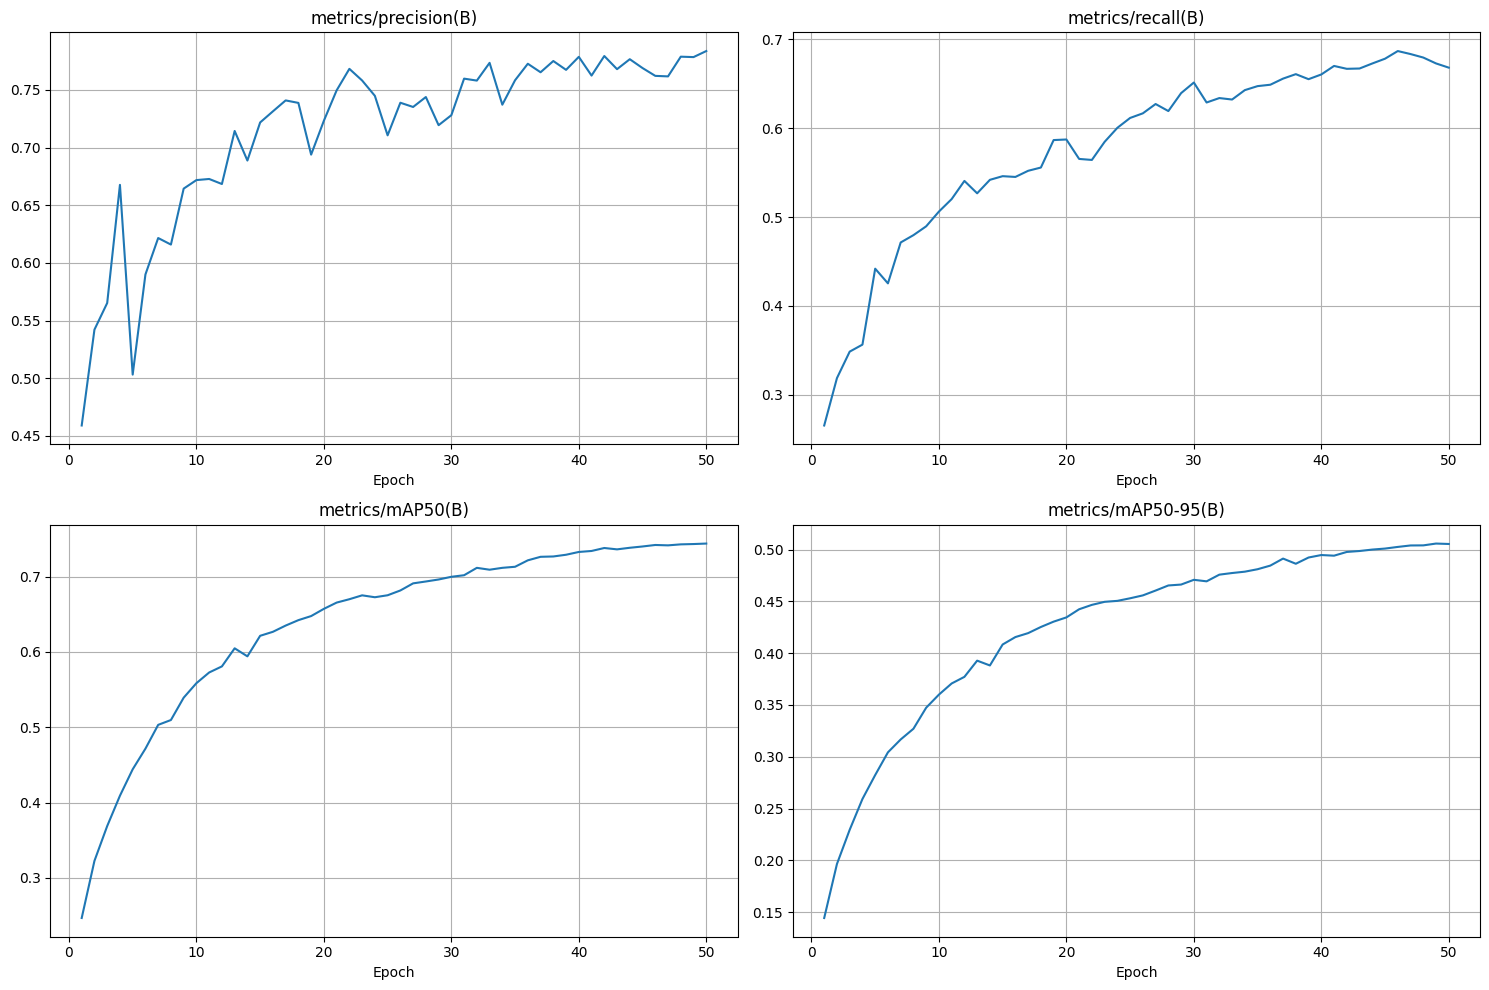 metrics/precision(B)
0.75
0.70
0.65
0.60
0.55
0.50
0.45
0 10 20 30 40 50
Epoch
metrics/recall(B)
0.7
0.6
0.5
0.4
0.3
0 10 20 30 40 50
Epoch
metrics/mAP50(B)
0.7
0.6
0.5
0.4
0.3
0 10 20 30 40 50
Epoch
metrics/mAP50-95(B)
0.50
0.45
0.40
0.35
0.30
0.25
0.20
0.15
0 10 20 30 40 50
Epoch